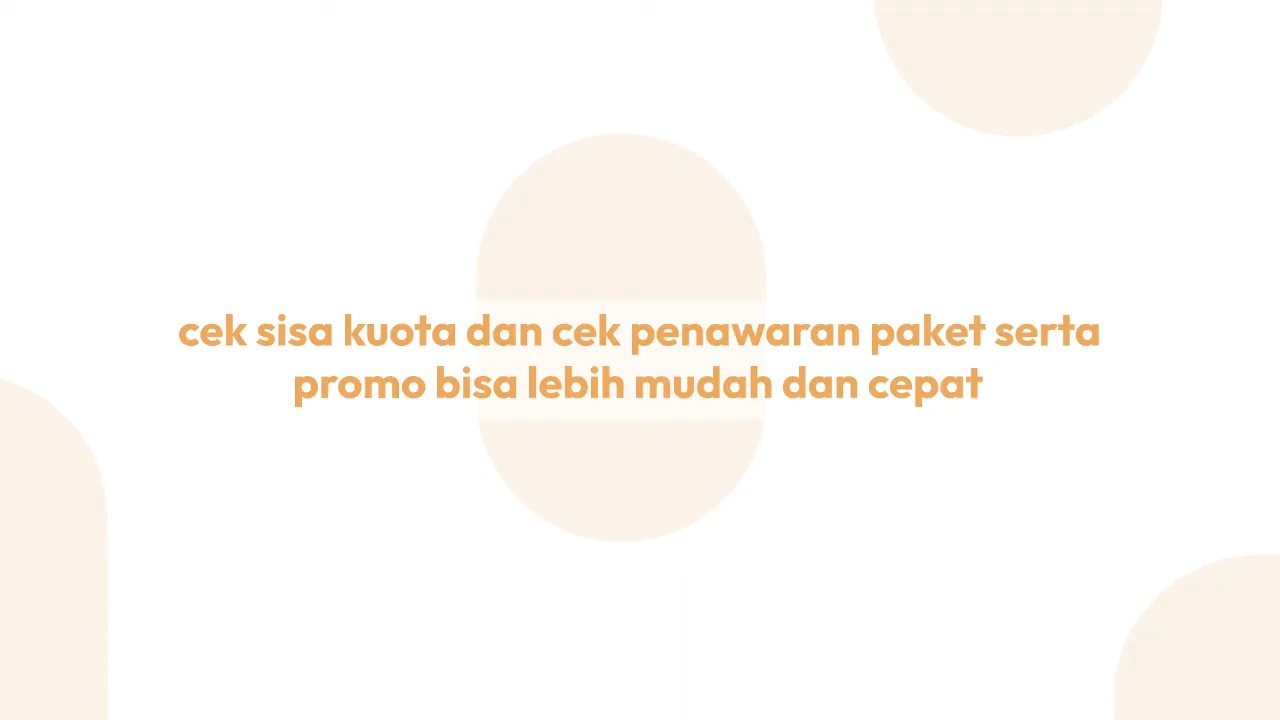 cek sisa kuota dan cek penawaran paket serta
promo bisa lebih mudah dan cepat